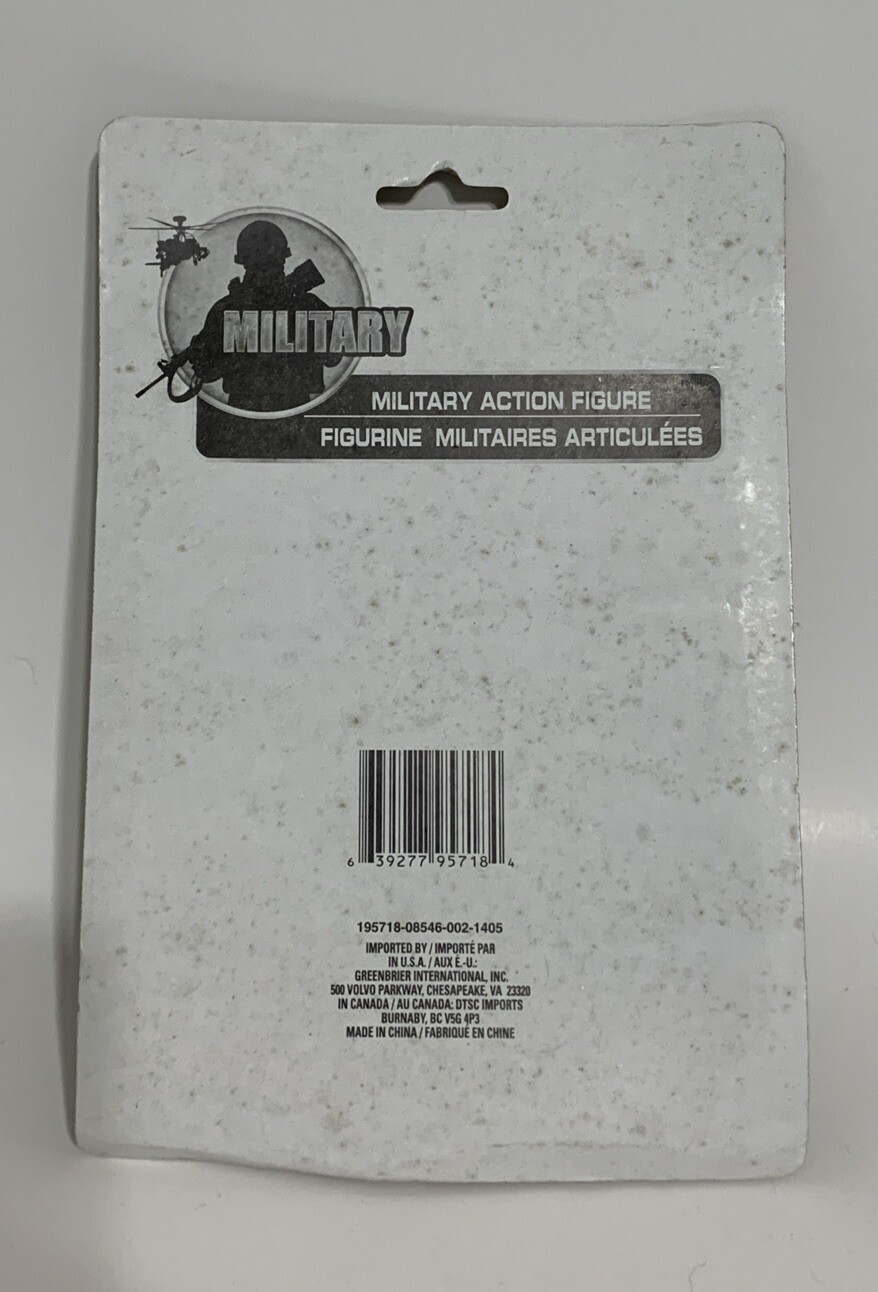 MILITARY
MILITARY ACTION FIGURE
FIGURINE MILITAIRES ARTICULÉES
6 39277 95718 4
195718-08546-002-1405
IMPORTED BY / IMPORTÉ PAR
IN U.S.A. / AUX É.-U.:
GREENBRIER INTERNATIONAL, INC.
500 VOLVO PARKWAY, CHESAPEAKE, VA 23320
IN CANADA / AU CANADA: DTSC IMPORTS
BURNABY, BC V5G 4P3
MADE IN CHINA / FABRIQUÉ EN CHINE